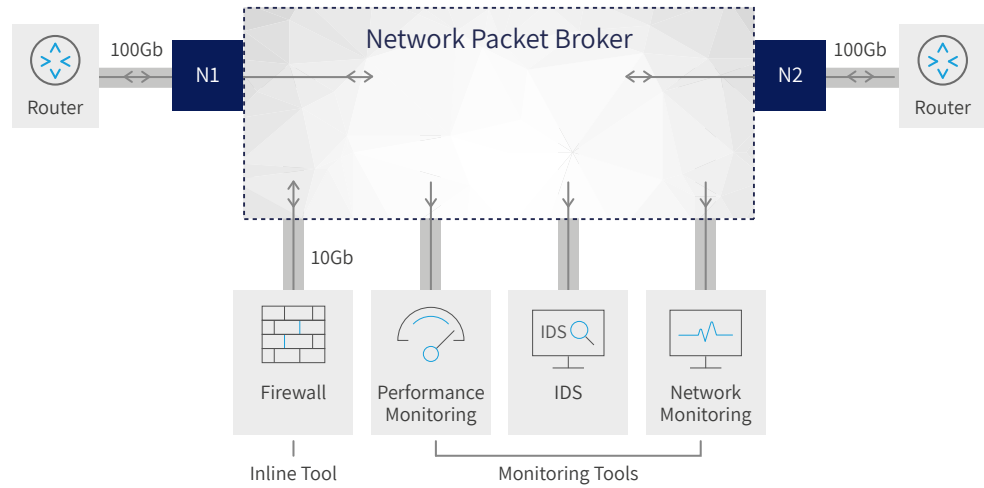 Network Packet Broker
100Gb
N1
N2
100Gb
Router
Router
10Gb
IDS
Firewall
Performance
Monitoring
IDS
Network
Monitoring
Inline Tool
Monitoring Tools